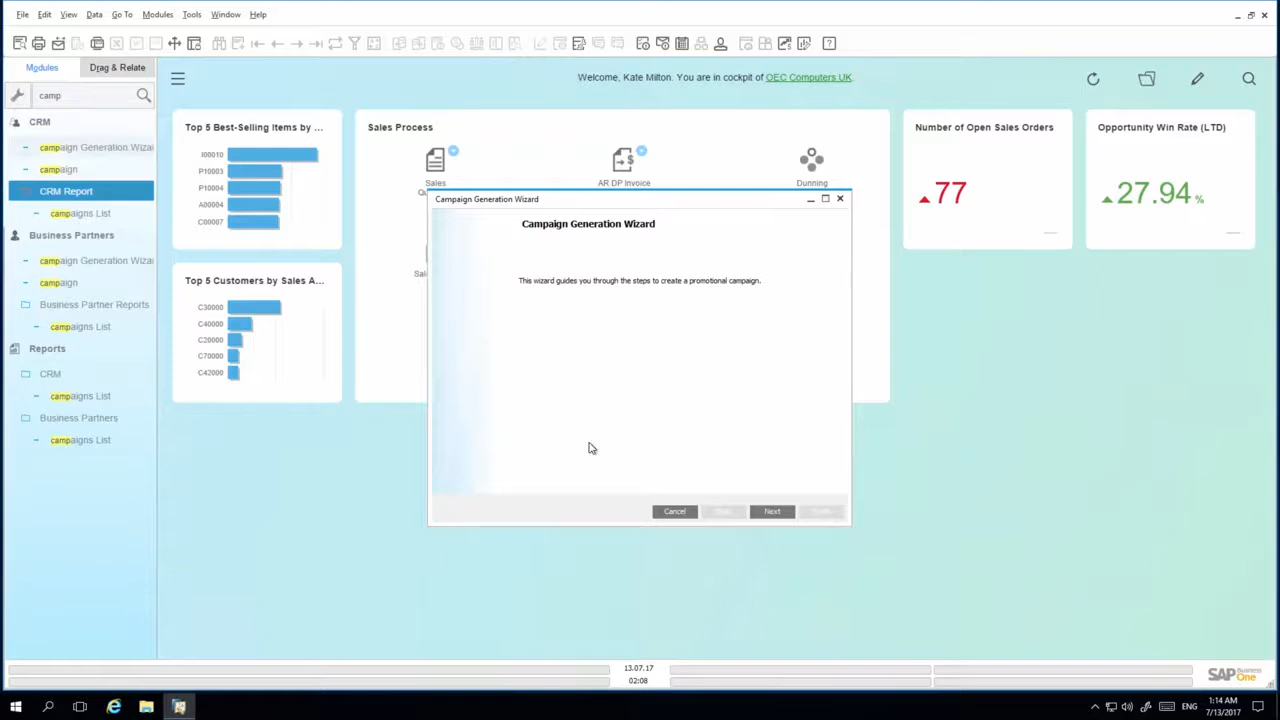 File Edit View Data Go To Modules Tools Window Help
Modules Drag & Relate
camp
CRM
campaign Generation Wizar
campaign
CRM Report
campaigns List
Business Partners
campaign Generation Wizar
campaign
Business Partner Reports
campaigns List
Reports
CRM
campaigns List
Business Partners
campaigns List
Welcome, Kate Milton. You are in cockpit of OEC Computers UK.
Top 5 Best-Selling Items by ...
I00010
P10003
P10004
A00004
C00007
Top 5 Customers by Sales A...
C30000
C40000
C20000
C70000
C42000
Sales Process
Sales
AR DP Invoice
Dunning
Number of Open Sales Orders
77
Opportunity Win Rate (LTD)
27.94 %
Campaign Generation Wizard
Campaign Generation Wizard
This wizard guides you through the steps to create a promotional campaign.
Cancel
Next
13.07.17
02:08
SAP Business One
ENG
1:14 AM
7/13/2017